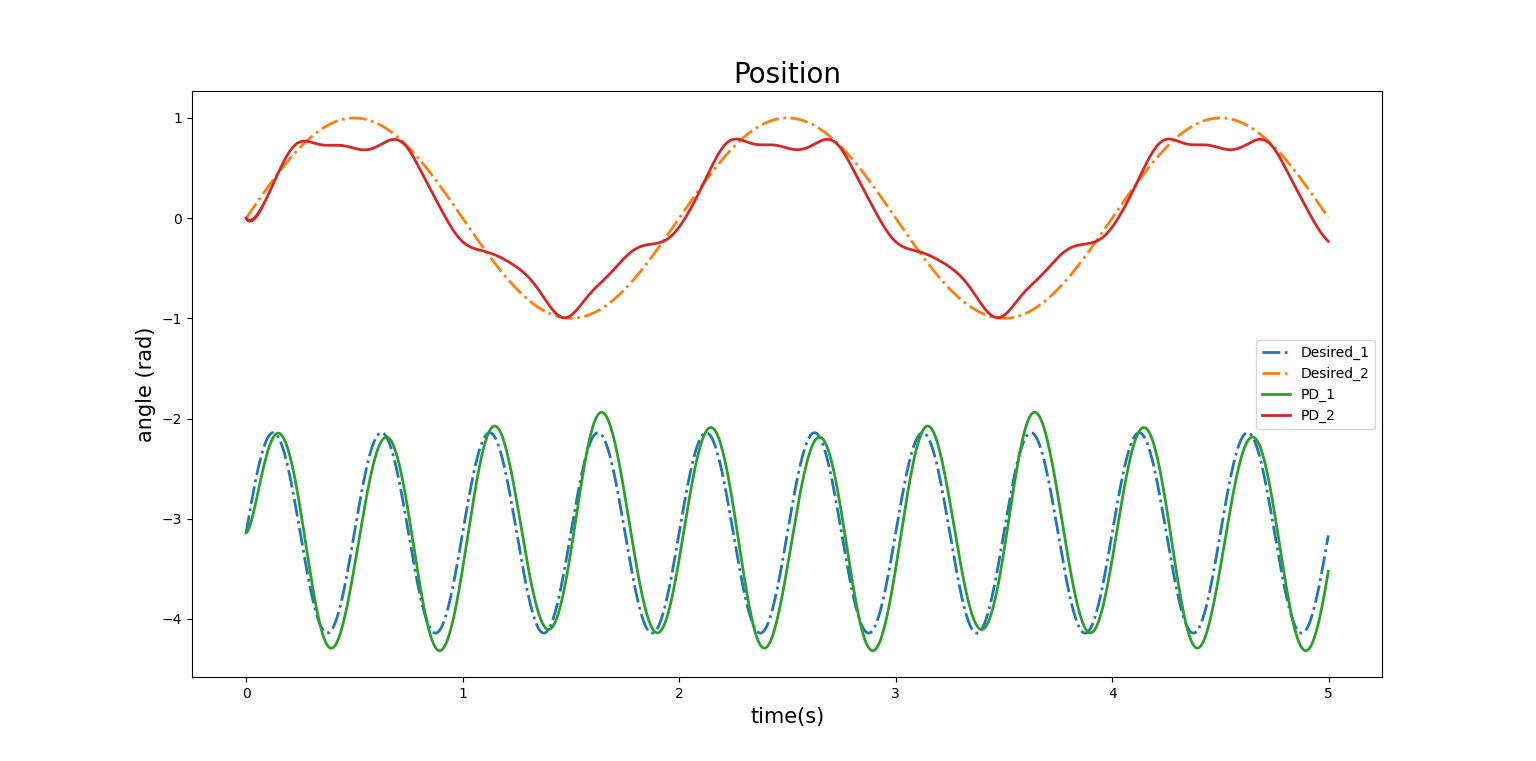 Position
1
0
−1
−2
−3
−4
angle (rad)
Desired_1
Desired_2
PD_1
PD_2
0 1 2 3 4 5
time(s)